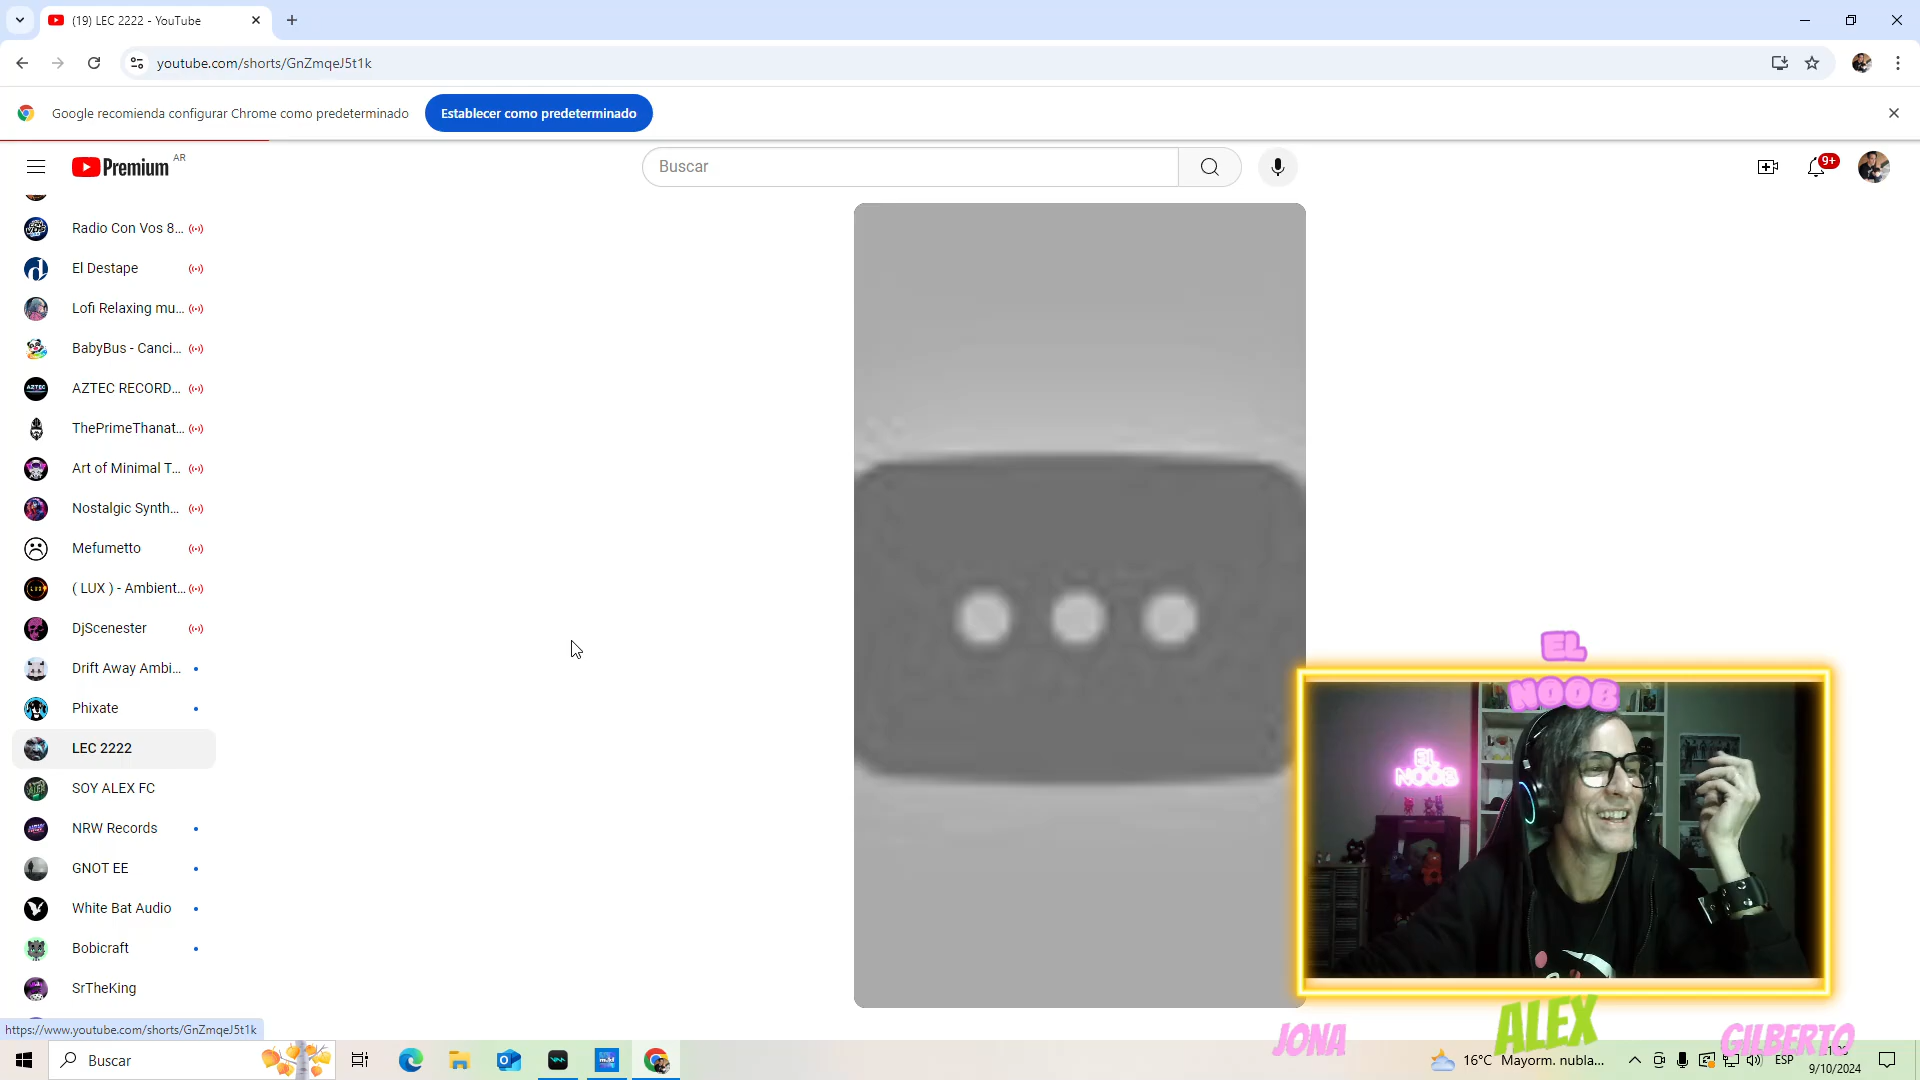 (19) LEC 2222 - YouTube
youtube.com/shorts/GnZmqeJ5t1k
Google recomienda configurar Chrome como predeterminado
Establecer como predeterminado
Premium
AR
Buscar
9+
Radio Con Vos 8...
El Destape
Lofi Relaxing mu...
BabyBus - Canci...
AZTEC RECORD...
ThePrimeThanat...
Art of Minimal T...
Nostalgic Synth...
Mefumetto
( LUX ) - Ambient...
DjScenester
Drift Away Ambi...
Phixate
LEC 2222
SOY ALEX FC
NRW Records
GNOT EE
White Bat Audio
Bobicraft
SrTheKing
EL
NOOB
EL
NOOB
JONA
ALEX
GILBERTO
https://www.youtube.com/shorts/GnZmqeJ5t1k
Buscar
16°C Mayorm. nubla...
ESP
9/10/2024